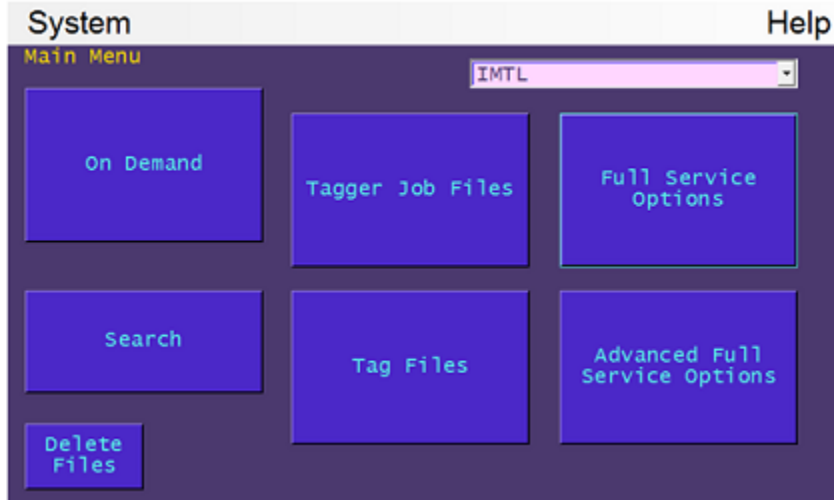 System Help
Main Menu
IMTL
On Demand
Tagger Job Files
Full Service
Options
Search
Tag Files
Advanced Full
Service Options
Delete
Files